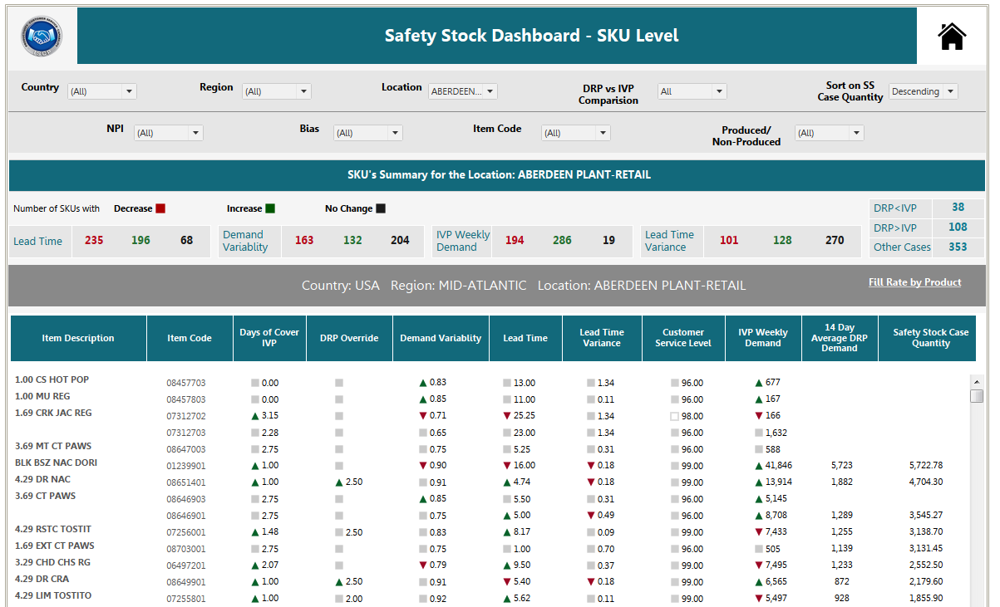 Safety Stock Dashboard - SKU Level
Country (All) Region (All) Location ABERDEEN... DRP vs IVP Comparision All Sort on SS Case Quantity Descending
NPI (All) Bias (All) Item Code (All) Produced/ Non-Produced (All)
SKU's Summary for the Location: ABERDEEN PLANT-RETAIL
Number of SKUs with Decrease Increase No Change
Lead Time 235 196 68 Demand Variablity 163 132 204 IVP Weekly Demand 194 286 19 Lead Time Variance 101 128 270
DRP<IVP 38
DRP>IVP 108
Other Cases 353
Country: USA Region: MID-ATLANTIC Location: ABERDEEN PLANT-RETAIL Fill Rate by Product
Item Description Item Code Days of Cover IVP DRP Override Demand Variablity Lead Time Lead Time Variance Customer Service Level IVP Weekly Demand 14 Day Average DRP Demand Safety Stock Case Quantity
1.00 CS HOT POP 08457703 0.00 ▲ 0.83 13.00 1.34 96.00 ▲ 677
1.00 MU REG 08457803 0.00 ▲ 0.85 11.00 0.11 96.00 ▲ 167
1.69 CRK JAC REG 07312702 ▲ 3.15 ▼ 0.71 ▼ 25.25 1.34 98.00 ▼ 166
07312703 2.28 0.65 23.00 1.34 96.00 1,632
3.69 MT CT PAWS 08647003 2.75 0.75 5.25 0.31 96.00 588
BLK BSZ NAC DORI 01239901 ▲ 1.00 ▼ 0.90 ▼ 16.00 ▼ 0.18 99.00 ▲ 41,846 5,723 5,722.78
4.29 DR NAC 08651401 ▲ 1.00 ▲ 2.50 0.91 ▲ 4.74 ▼ 0.18 99.00 ▲ 13,914 1,882 4,704.30
3.69 CT PAWS 08646903 2.75 ▲ 0.85 5.50 0.31 96.00 ▲ 5,145
08646901 2.75 0.75 ▲ 5.00 ▼ 0.49 96.00 ▲ 8,708 1,289 3,545.27
4.29 RSTC TOSTIT 07256001 ▲ 1.48 2.50 0.83 ▲ 8.17 0.09 99.00 ▼ 7,433 1,255 3,138.70
1.69 EXT CT PAWS 08703001 2.75 0.75 1.00 0.70 96.00 505 1,139 3,131.45
3.29 CHD CHS RG 06497201 ▲ 2.07 ▼ 0.79 ▲ 9.50 0.37 99.00 ▼ 7,495 1,233 2,552.50
4.29 DR CRA 08649901 ▲ 1.00 ▲ 2.50 0.91 ▼ 5.40 ▼ 0.18 99.00 ▲ 6,565 872 2,179.60
4.29 LIM TOSTITO 07255801 ▲ 1.00 2.00 0.92 ▲ 5.62 0.11 99.00 ▼ 5,497 928 1,855.90